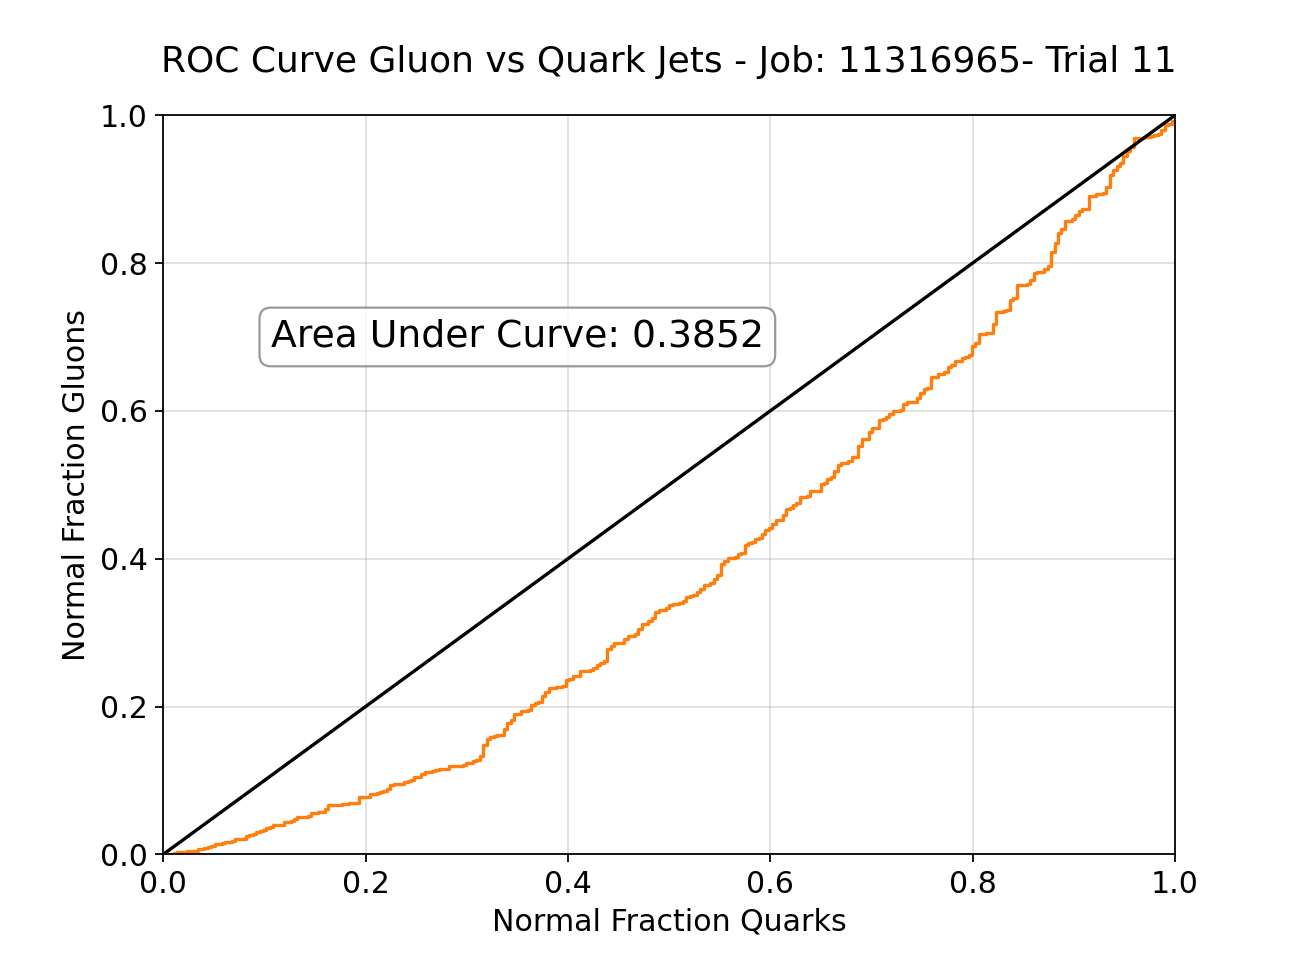 ROC Curve Gluon vs Quark Jets - Job: 11316965- Trial 11
1.0
0.8
0.6
0.4
0.2
0.0
Normal Fraction Gluons
Area Under Curve: 0.3852
0.0 0.2 0.4 0.6 0.8 1.0
Normal Fraction Quarks